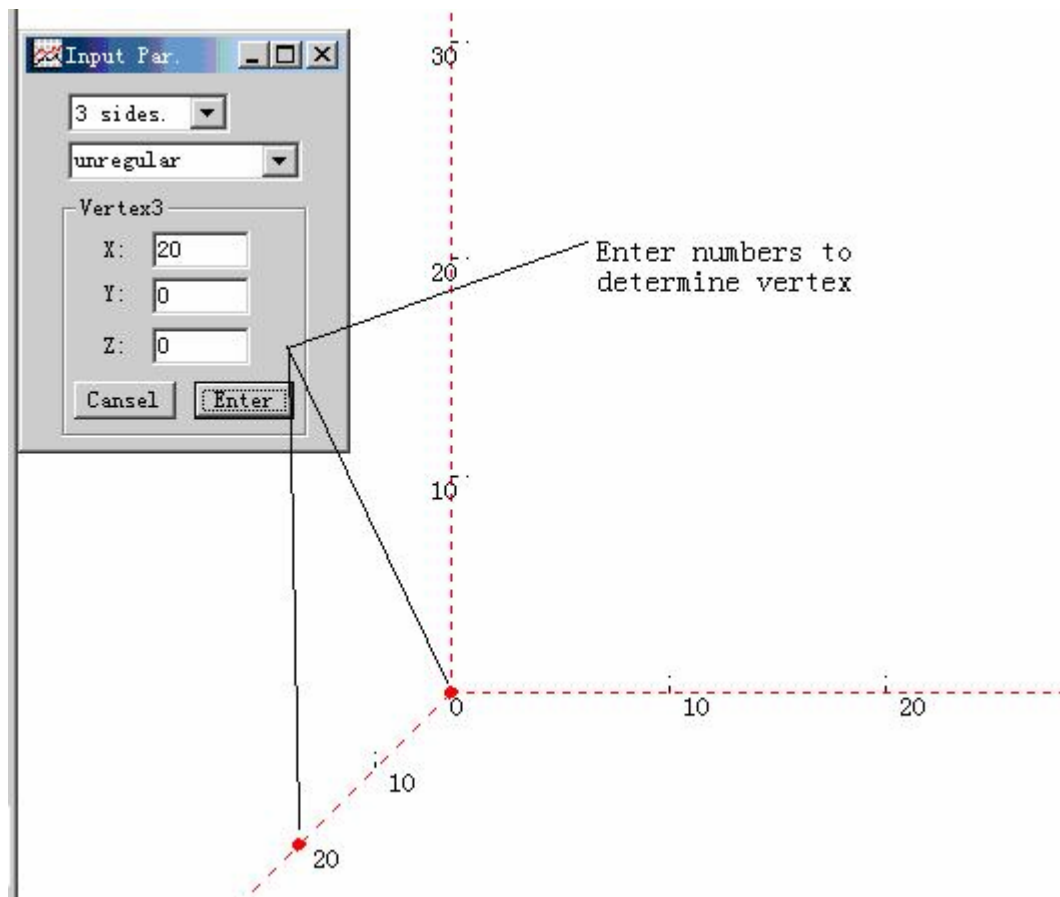 Input Par.
3 sides.
unregular
Vertex3
X: 20
Y: 0
Z: 0
Cansel Enter
30
20
10
0
10
20
10
20
Enter numbers to
determine vertex